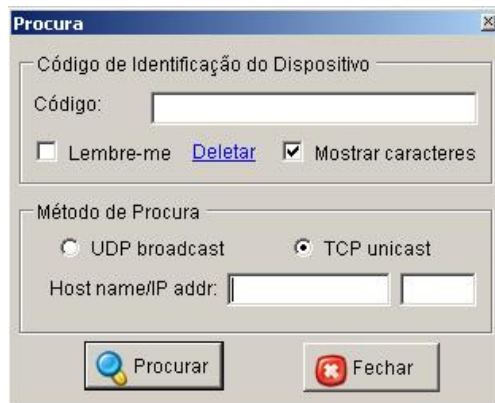 Procura
Código de Identificação do Dispositivo
Código:
Lembre-me Deletar Mostrar caracteres
Método de Procura
UDP broadcast TCP unicast
Host name/IP addr:
Procurar Fechar